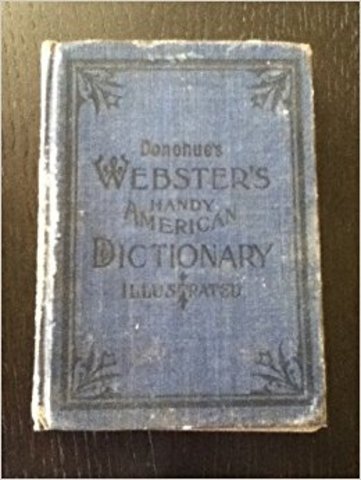 Donohue's
WEBSTER'S
HANDY
AMERICAN
DICTIONARY
ILLUSTRATED